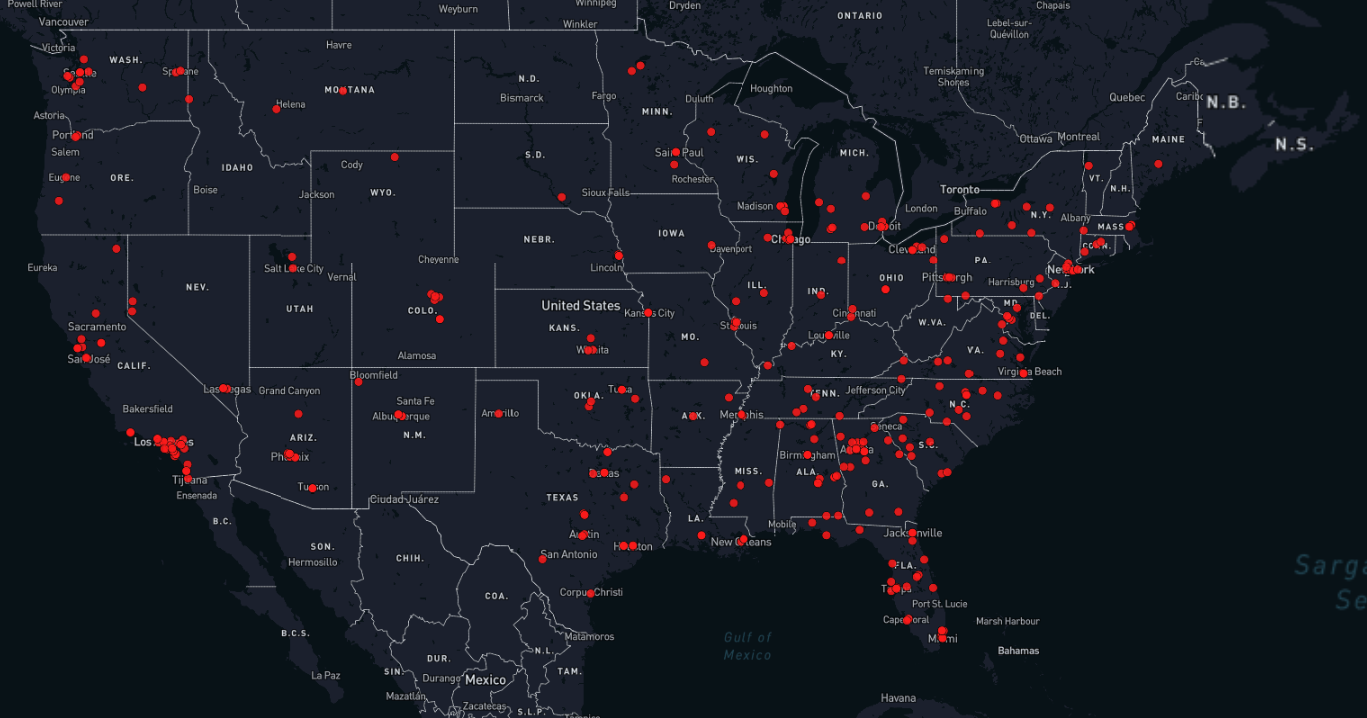 Powell River
Vancouver
Victoria
WASH.
Spokane
Seattle
Olympia
Astoria
Portland
Salem
Eugene
ORE.
IDAHO
Boise
Havre
MONTANA
Helena
Weyburn
Winnipeg
Winkler
Dryden
ONTARIO
Chapais
Lebel-sur-
Quévillon
Temiskaming
Shores
N.D.
Bismarck
Fargo
MINN.
Duluth
Houghton
Quebec
Caribo
N.B.
N.S.
MAINE
Ottawa
Montreal
S.D.
Saint Paul
Rochester
WIS.
MICH.
Toronto
London
Buffalo
N.Y.
Albany
VT.
N.H.
MASS
CONN.
Cody
Jackson
WYO.
Cheyenne
Sioux Falls
Madison
Detroit
IOWA
Davenport
Chicago
Cleveland
PA.
New York
N.J.
Eureka
NEV.
Salt Lake City
Vernal
UTAH
NEBR.
Lincoln
United States
ILL.
IND.
OHIO
Pittsburgh
Harrisburg
MD.
DEL.
Sacramento
San José
CALIF.
COLO.
Alamosa
KANS.
Kansas City
Wichita
MO.
St. Louis
Cincinnati
Louisville
KY.
W.VA.
VA.
Virginia Beach
Las Vegas
Grand Canyon
Bloomfield
Santa Fe
Albuquerque
N.M.
Amarillo
OKLA.
Tulsa
ARK.
Memphis
TENN.
Jefferson City
N.C.
Bakersfield
Los Angeles
ARIZ.
Phoenix
Tucson
Tijuana
Ensenada
B.C.
Ciudad Juárez
TEXAS
Dallas
Austin
San Antonio
Houston
LA.
New Orleans
MISS.
Birmingham
ALA.
Mobile
Atlanta
GA.
Seneca
S.C.
Jacksonville
SON.
Hermosillo
CHIH.
COA.
Corpus Christi
Matamoros
FLA.
Tampa
Port St. Lucie
Cape Coral
Miami
Marsh Harbour
Bahamas
Gulf of
Mexico
Sarga
Se
B.C.S.
La Paz
SIN.
DUR.
Durango
Mexico
N.L.
TAM.
Mazatlán
Zacatecas
S.L.P.
Havana